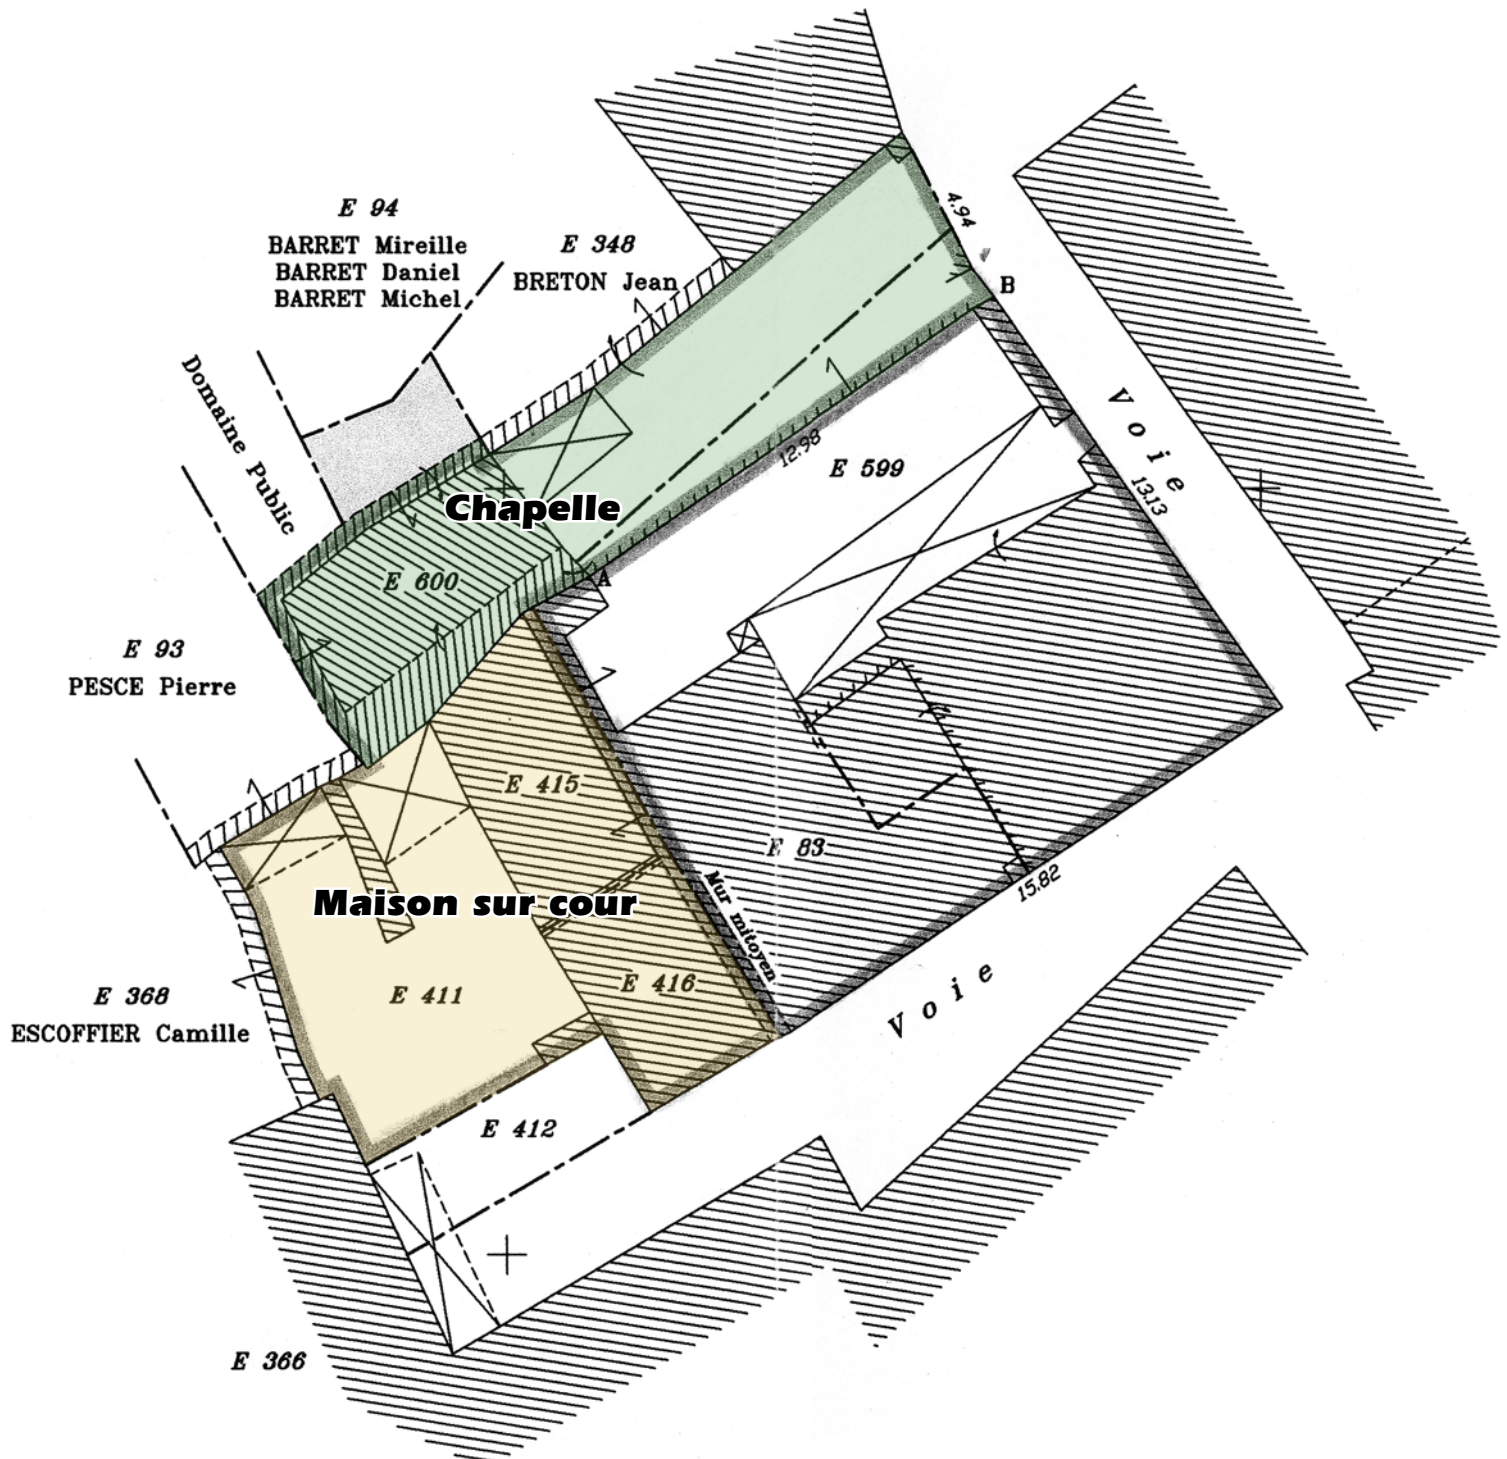 E 94
BARRET Mireille
BARRET Daniel
BARRET Michel
E 348
BRETON Jean
4.94
B
Domaine Public
Voie
12.98
E 599
13.13
Chapelle
E 600
A
E 93
PESCE Pierre
E 415
E 83
15.82
Mur mitoyen
Maison sur cour
E 411
E 416
E 368
ESCOFFIER Camille
Voie
E 412
E 366